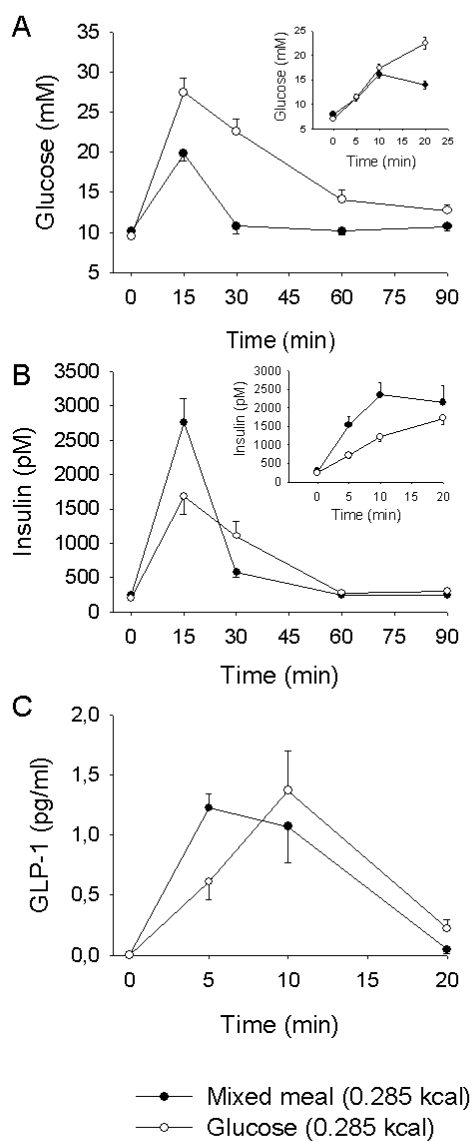 A
35
30
25
20
15
10
5
Glucose (mM)
0 15 30 45 60 75 90
Time (min)
25
20
15
10
5
Glucose (mM)
0 5 10 15 20 25
Time (min)
B
3500
3000
2500
2000
1500
1000
500
0
Insulin (pM)
0 15 30 45 60 75 90
Time (min)
3000
2500
2000
1500
1000
500
0
Insulin (pM)
0 5 10 15 20
Time (min)
C
2,0
1,5
1,0
0,5
0,0
GLP-1 (pg/ml)
0 5 10 15 20
Time (min)
Mixed meal (0.285 kcal)
Glucose (0.285 kcal)